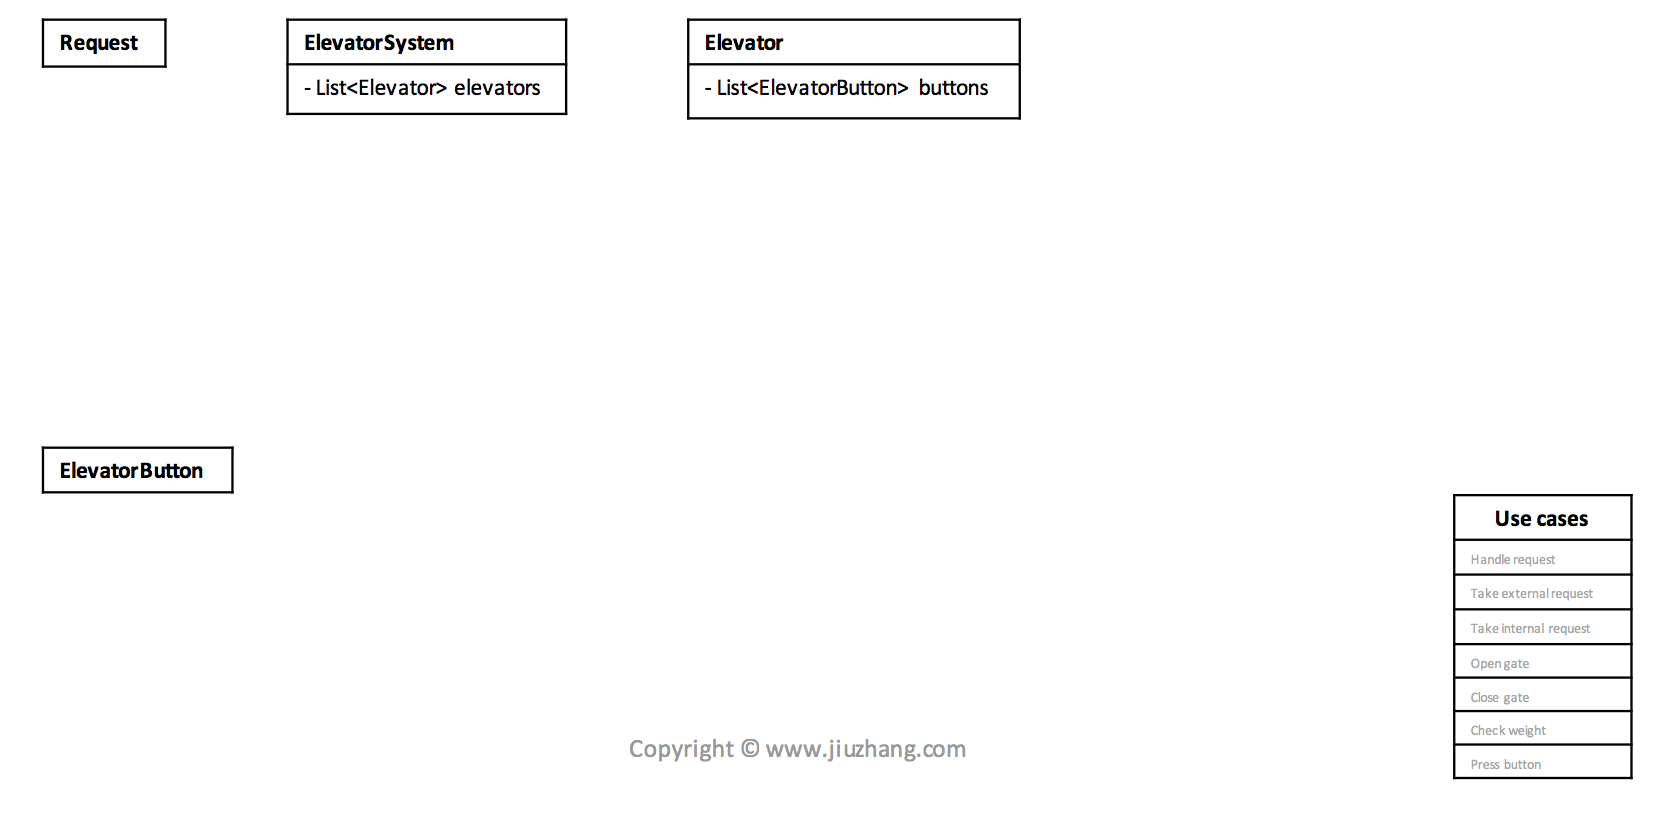 Request
ElevatorSystem
- List<Elevator> elevators
Elevator
- List<ElevatorButton> buttons
ElevatorButton
Use cases
Handle request
Take external request
Take internal request
Open gate
Close gate
Check weight
Press button
Copyright © www.jiuzhang.com